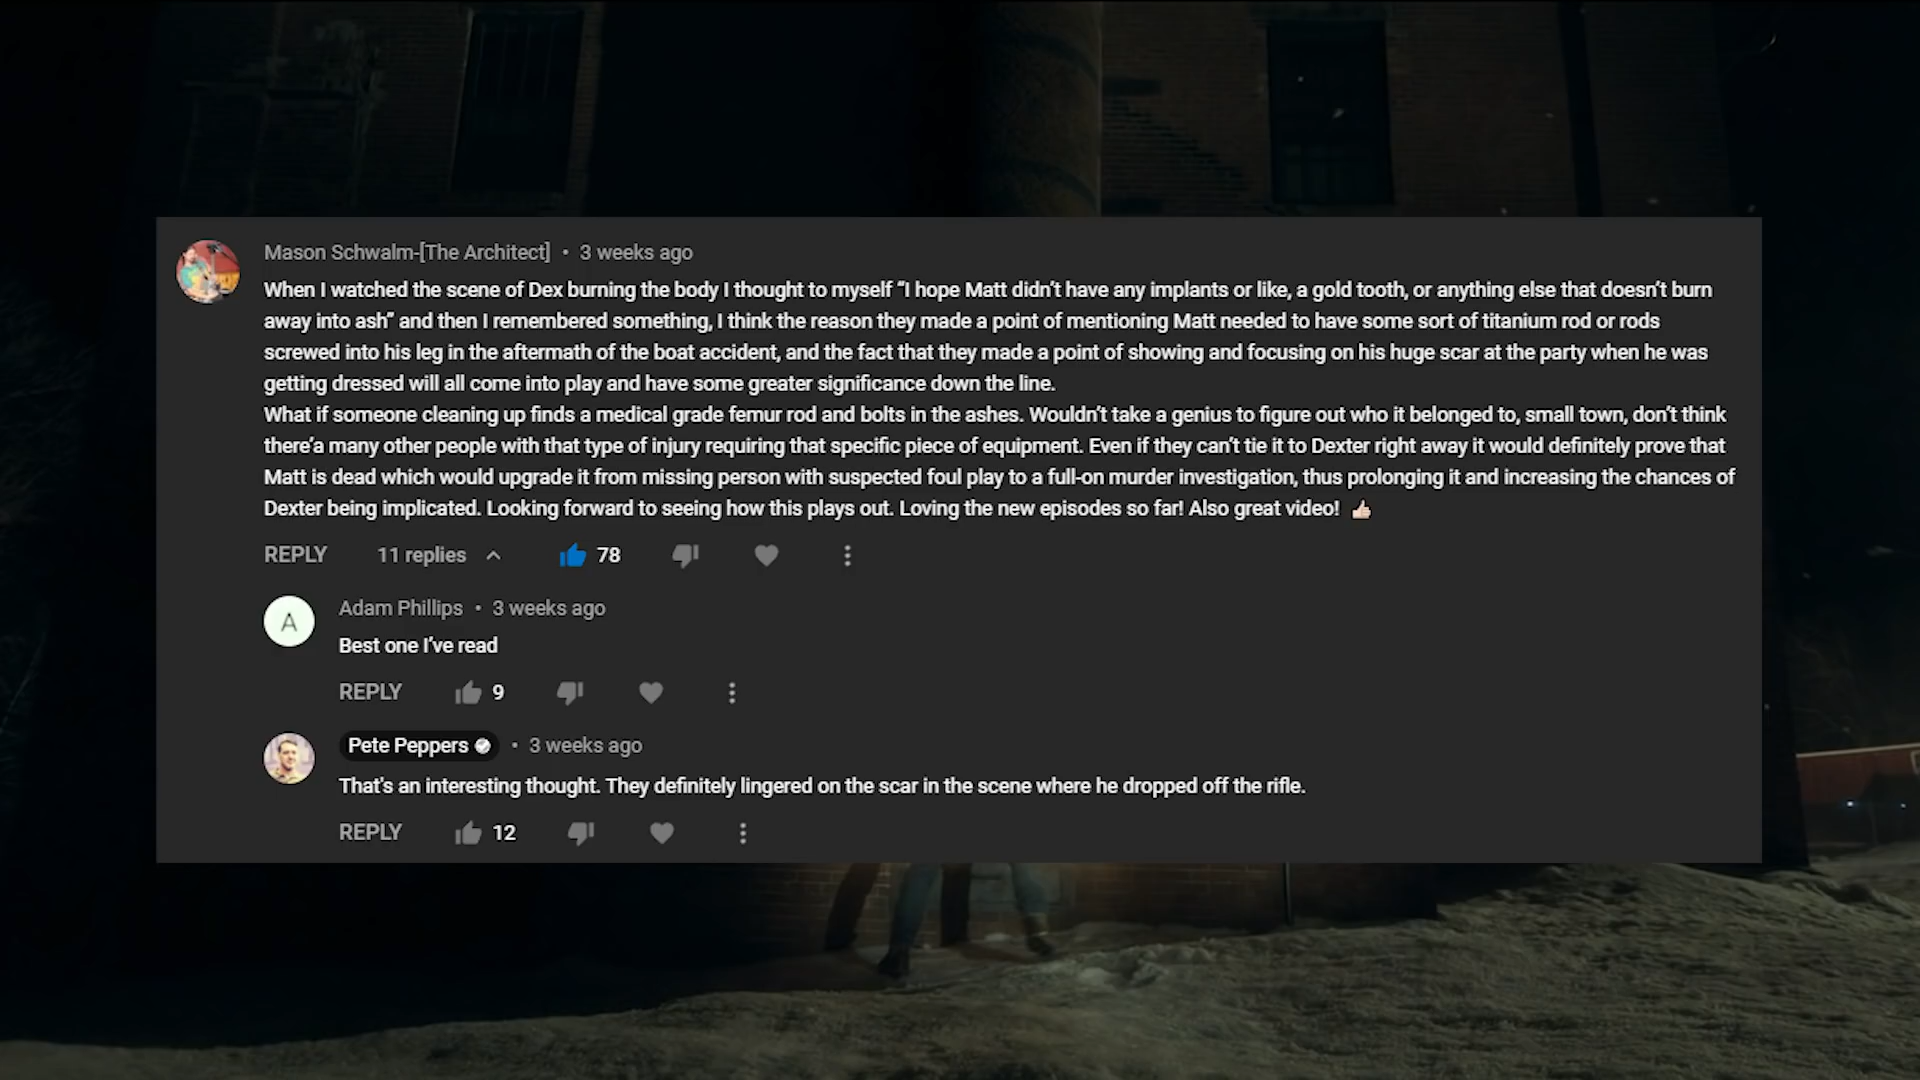 Mason Schwalm-[The Architect] • 3 weeks ago
When I watched the scene of Dex burning the body I thought to myself “I hope Matt didn’t have any implants or like, a gold tooth, or anything else that doesn’t burn
away into ash” and then I remembered something, I think the reason they made a point of mentioning Matt needed to have some sort of titanium rod or rods
screwed into his leg in the aftermath of the boat accident, and the fact that they made a point of showing and focusing on his huge scar at the party when he was
getting dressed will all come into play and have some greater significance down the line.
What if someone cleaning up finds a medical grade femur rod and bolts in the ashes. Wouldn’t take a genius to figure out who it belonged to, small town, don’t think
there’a many other people with that type of injury requiring that specific piece of equipment. Even if they can’t tie it to Dexter right away it would definitely prove that
Matt is dead which would upgrade it from missing person with suspected foul play to a full-on murder investigation, thus prolonging it and increasing the chances of
Dexter being implicated. Looking forward to seeing how this plays out. Loving the new episodes so far! Also great video! 👍🏻
REPLY 11 replies 78
A
Adam Phillips • 3 weeks ago
Best one I’ve read
REPLY 9
Pete Peppers • 3 weeks ago
That's an interesting thought. They definitely lingered on the scar in the scene where he dropped off the rifle.
REPLY 12